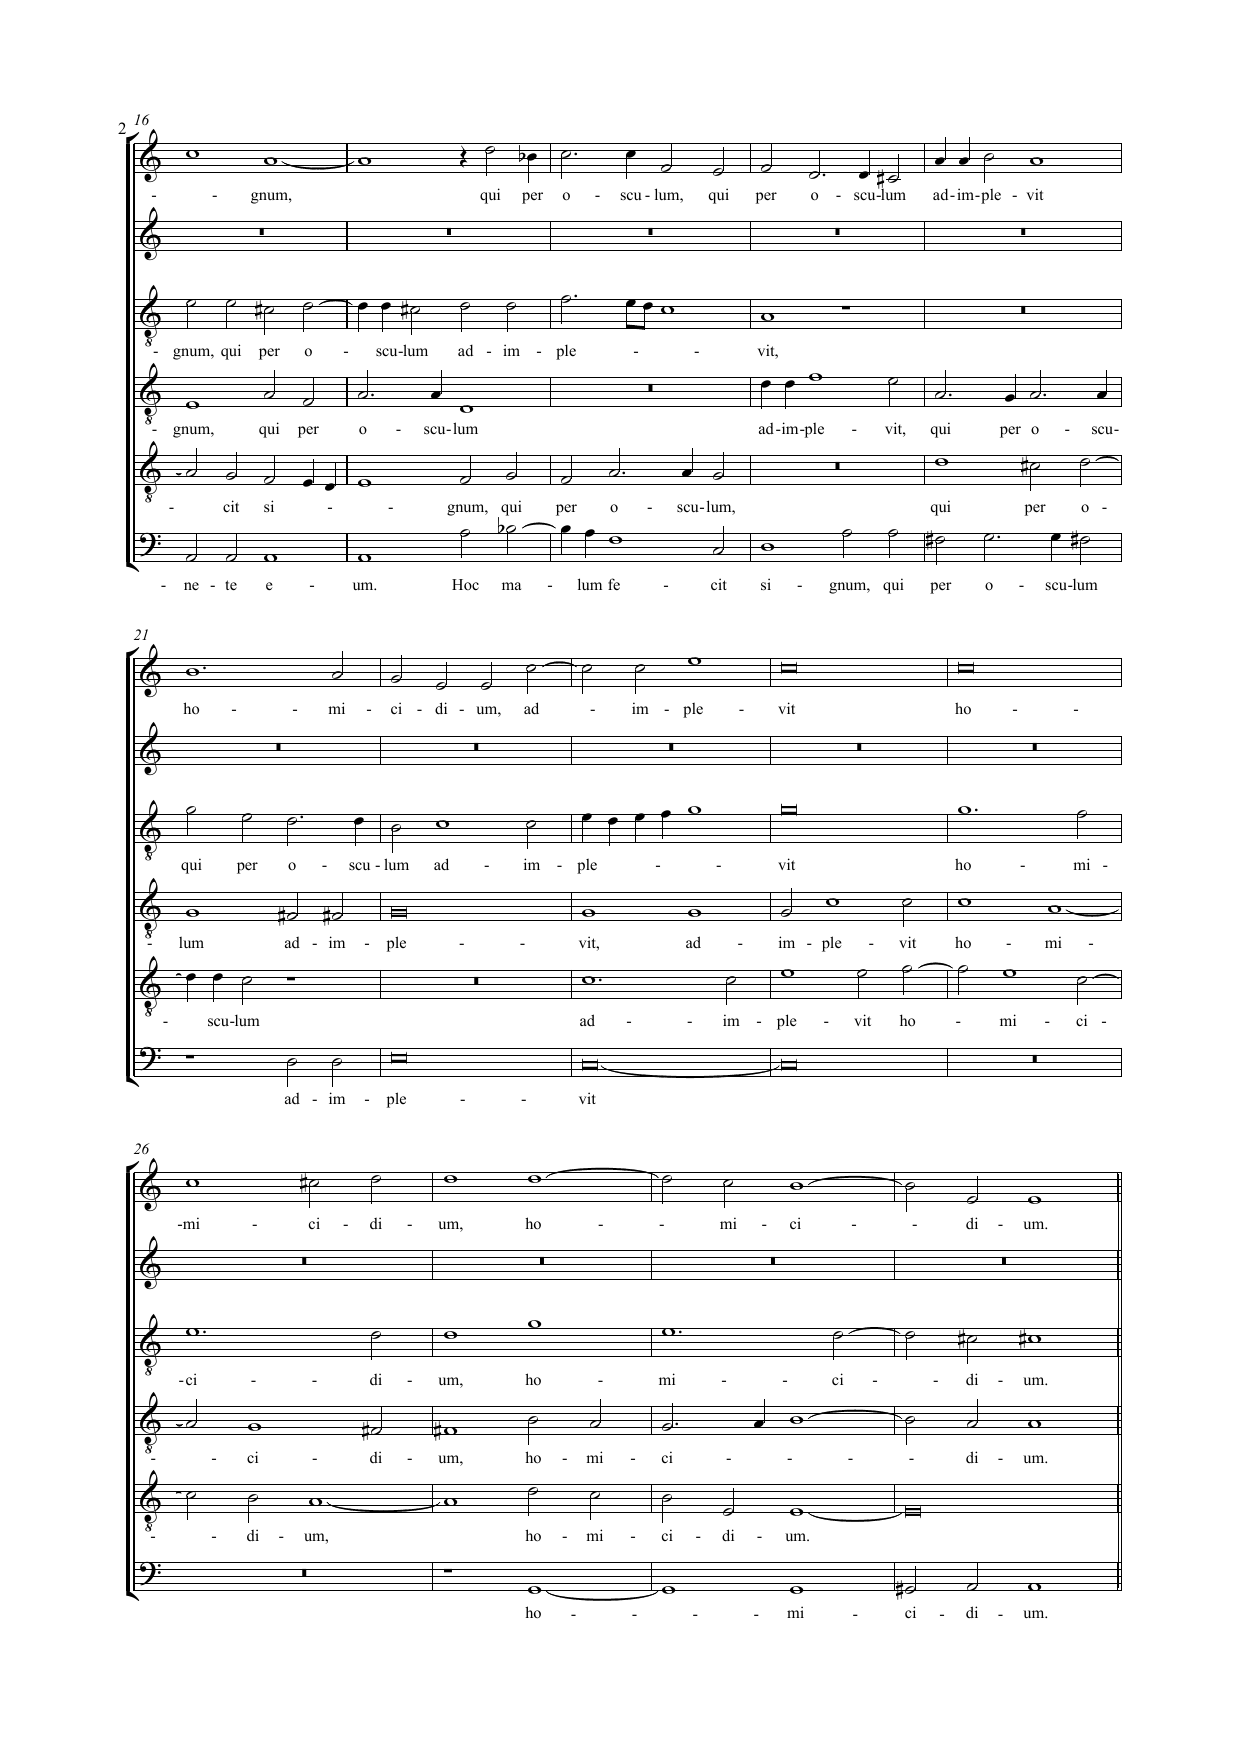 2
16
- - gnum, qui per o - scu - lum, qui per o - scu-lum ad-im-ple - vit
- gnum, qui per o - scu-lum ad - im - ple - - vit,
- gnum, qui per o - scu-lum ad-im-ple - vit, qui per o - scu-
- cit si - - gnum, qui per o - scu-lum, qui per o -
- ne - te e - um. Hoc ma - lum fe - cit si - gnum, qui per o - scu-lum
21
ho - - mi - ci - di - um, ad - im - ple - vit ho - -
qui per o - scu - lum ad - im - ple - - vit ho - mi -
- lum ad - im - ple - - vit, ad - im - ple - vit ho - mi -
- scu-lum ad - - im - ple - vit ho - mi - ci -
ad - im - ple - - vit
26
-mi - ci - di - um, ho - - mi - ci - - di - um.
-ci - - di - um, ho - mi - - ci - - di - um.
- - ci - di - um, ho - mi - ci - - - di - um.
- - di - um, ho - mi - ci - di - um.
ho - - - mi - ci - di - um.